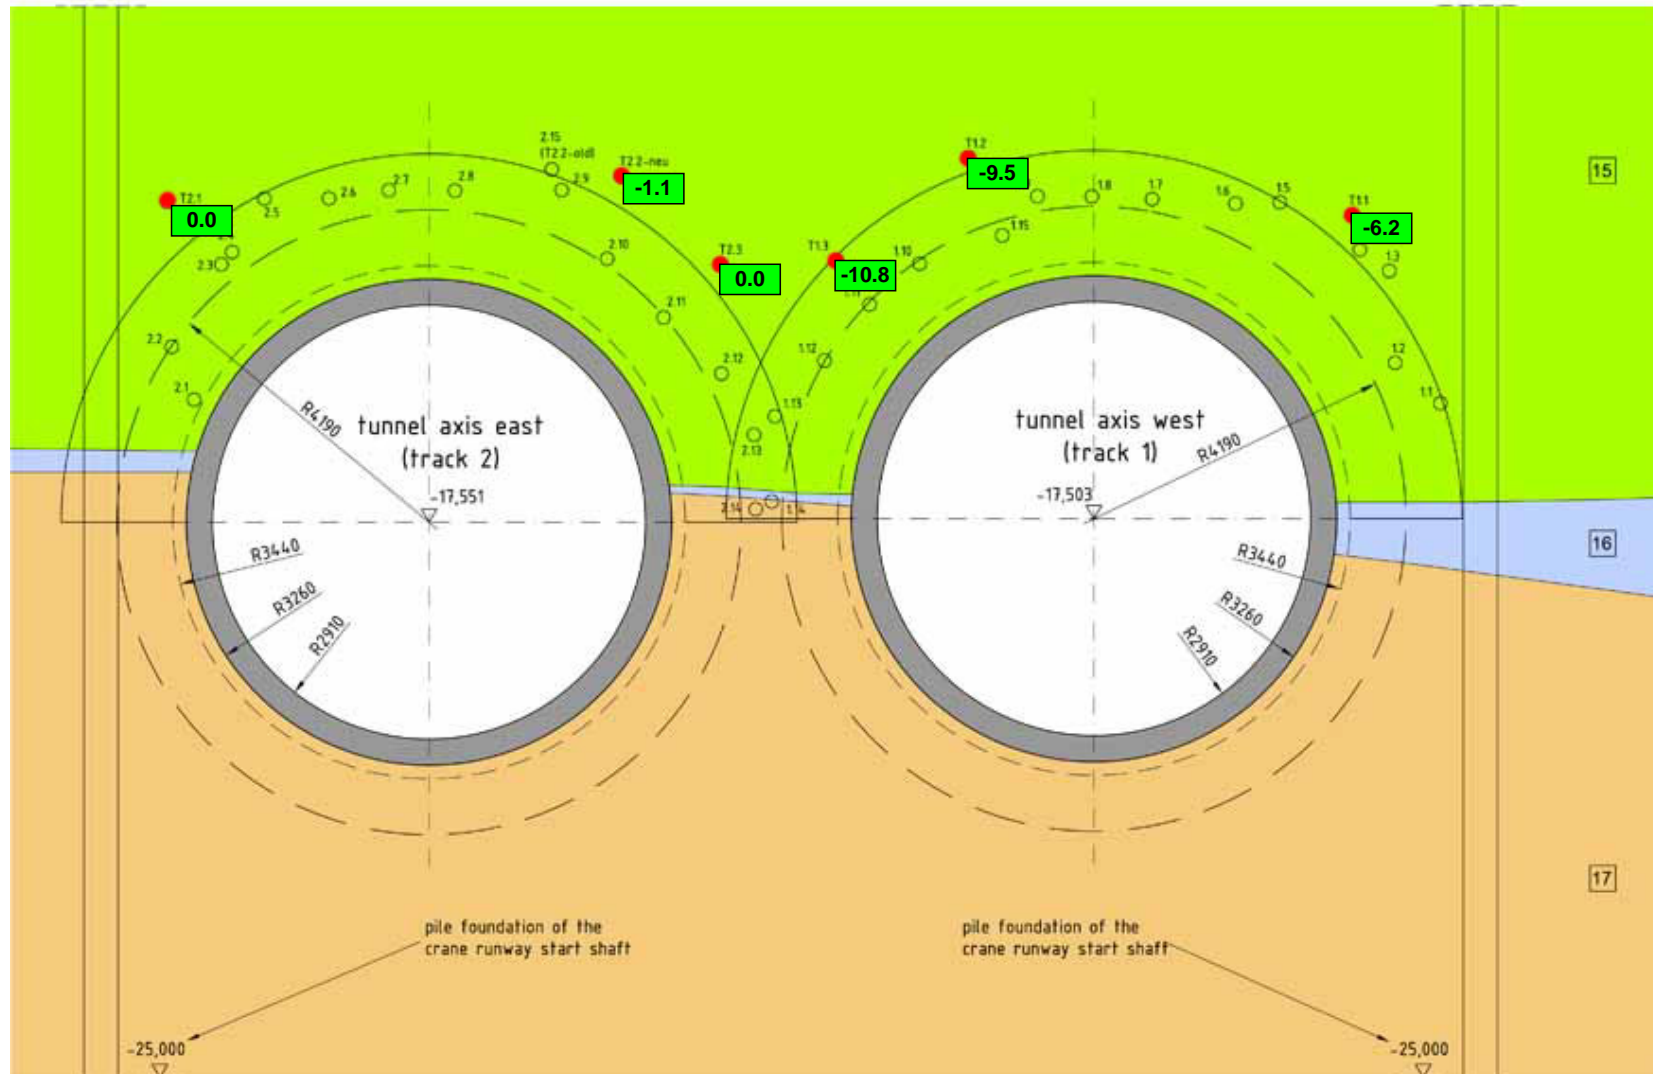 2.15
(T2.2-old)
T2.2-neu
-1.1
T1.2
-9.5
15
T2.1
0.0
2.5
2.6
2.7
2.8
2.9
1.8
1.7
1.6
1.5
T1.1
-6.2
2.3
2.10
T2.3
0.0
T1.3
-10.8
1.10
1.15
1.3
2.2
2.11
1.11
2.1
2.12
1.12
1.2
1.13
1.1
2.13
R4190
tunnel axis east
(track 2)
-17,551
tunnel axis west
(track 1)
-17,503
R4190
2.14
1.14
16
R3440
R3260
R2910
R3440
R3260
R2910
17
pile foundation of the
crane runway start shaft
pile foundation of the
crane runway start shaft
-25,000
-25,000